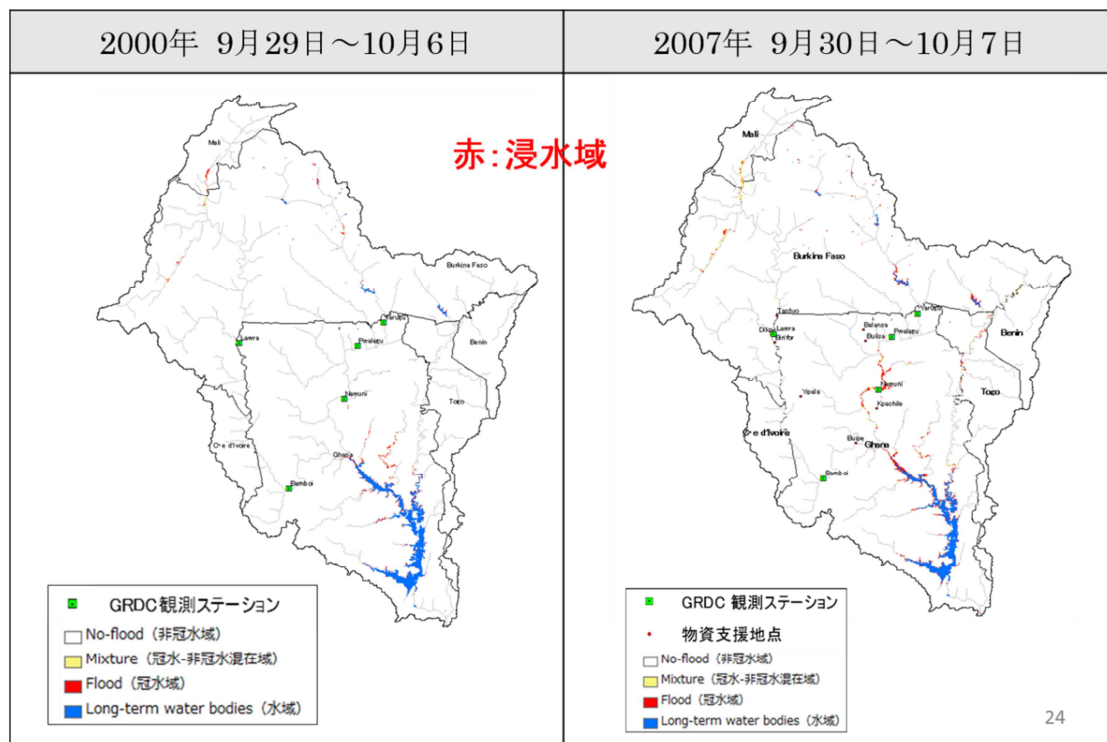 2000年 9月29日～10月6日
2007年 9月30日～10月7日
赤：浸水域
Mali
Burkina Faso
Yarugu
Lawra
Pwalugu
Benin
Nawuni
Togo
Ghana
Bamboi
GRDC 観測ステーション
No-flood（非冠水域）
Mixture（冠水-非冠水混在域）
Flood（冠水域）
Long-term water bodies（水域）
Mali
Burkina Faso
Yarugu
Lawra
Birifor
Pwalugu
Benin
Nawuni
Kpachile
Togo
Buipe
Ghana
Bamboi
GRDC 観測ステーション
物資支援地点
No-flood（非冠水域）
Mixture（冠水-非冠水混在域）
Flood（冠水域）
Long-term water bodies（水域）
24